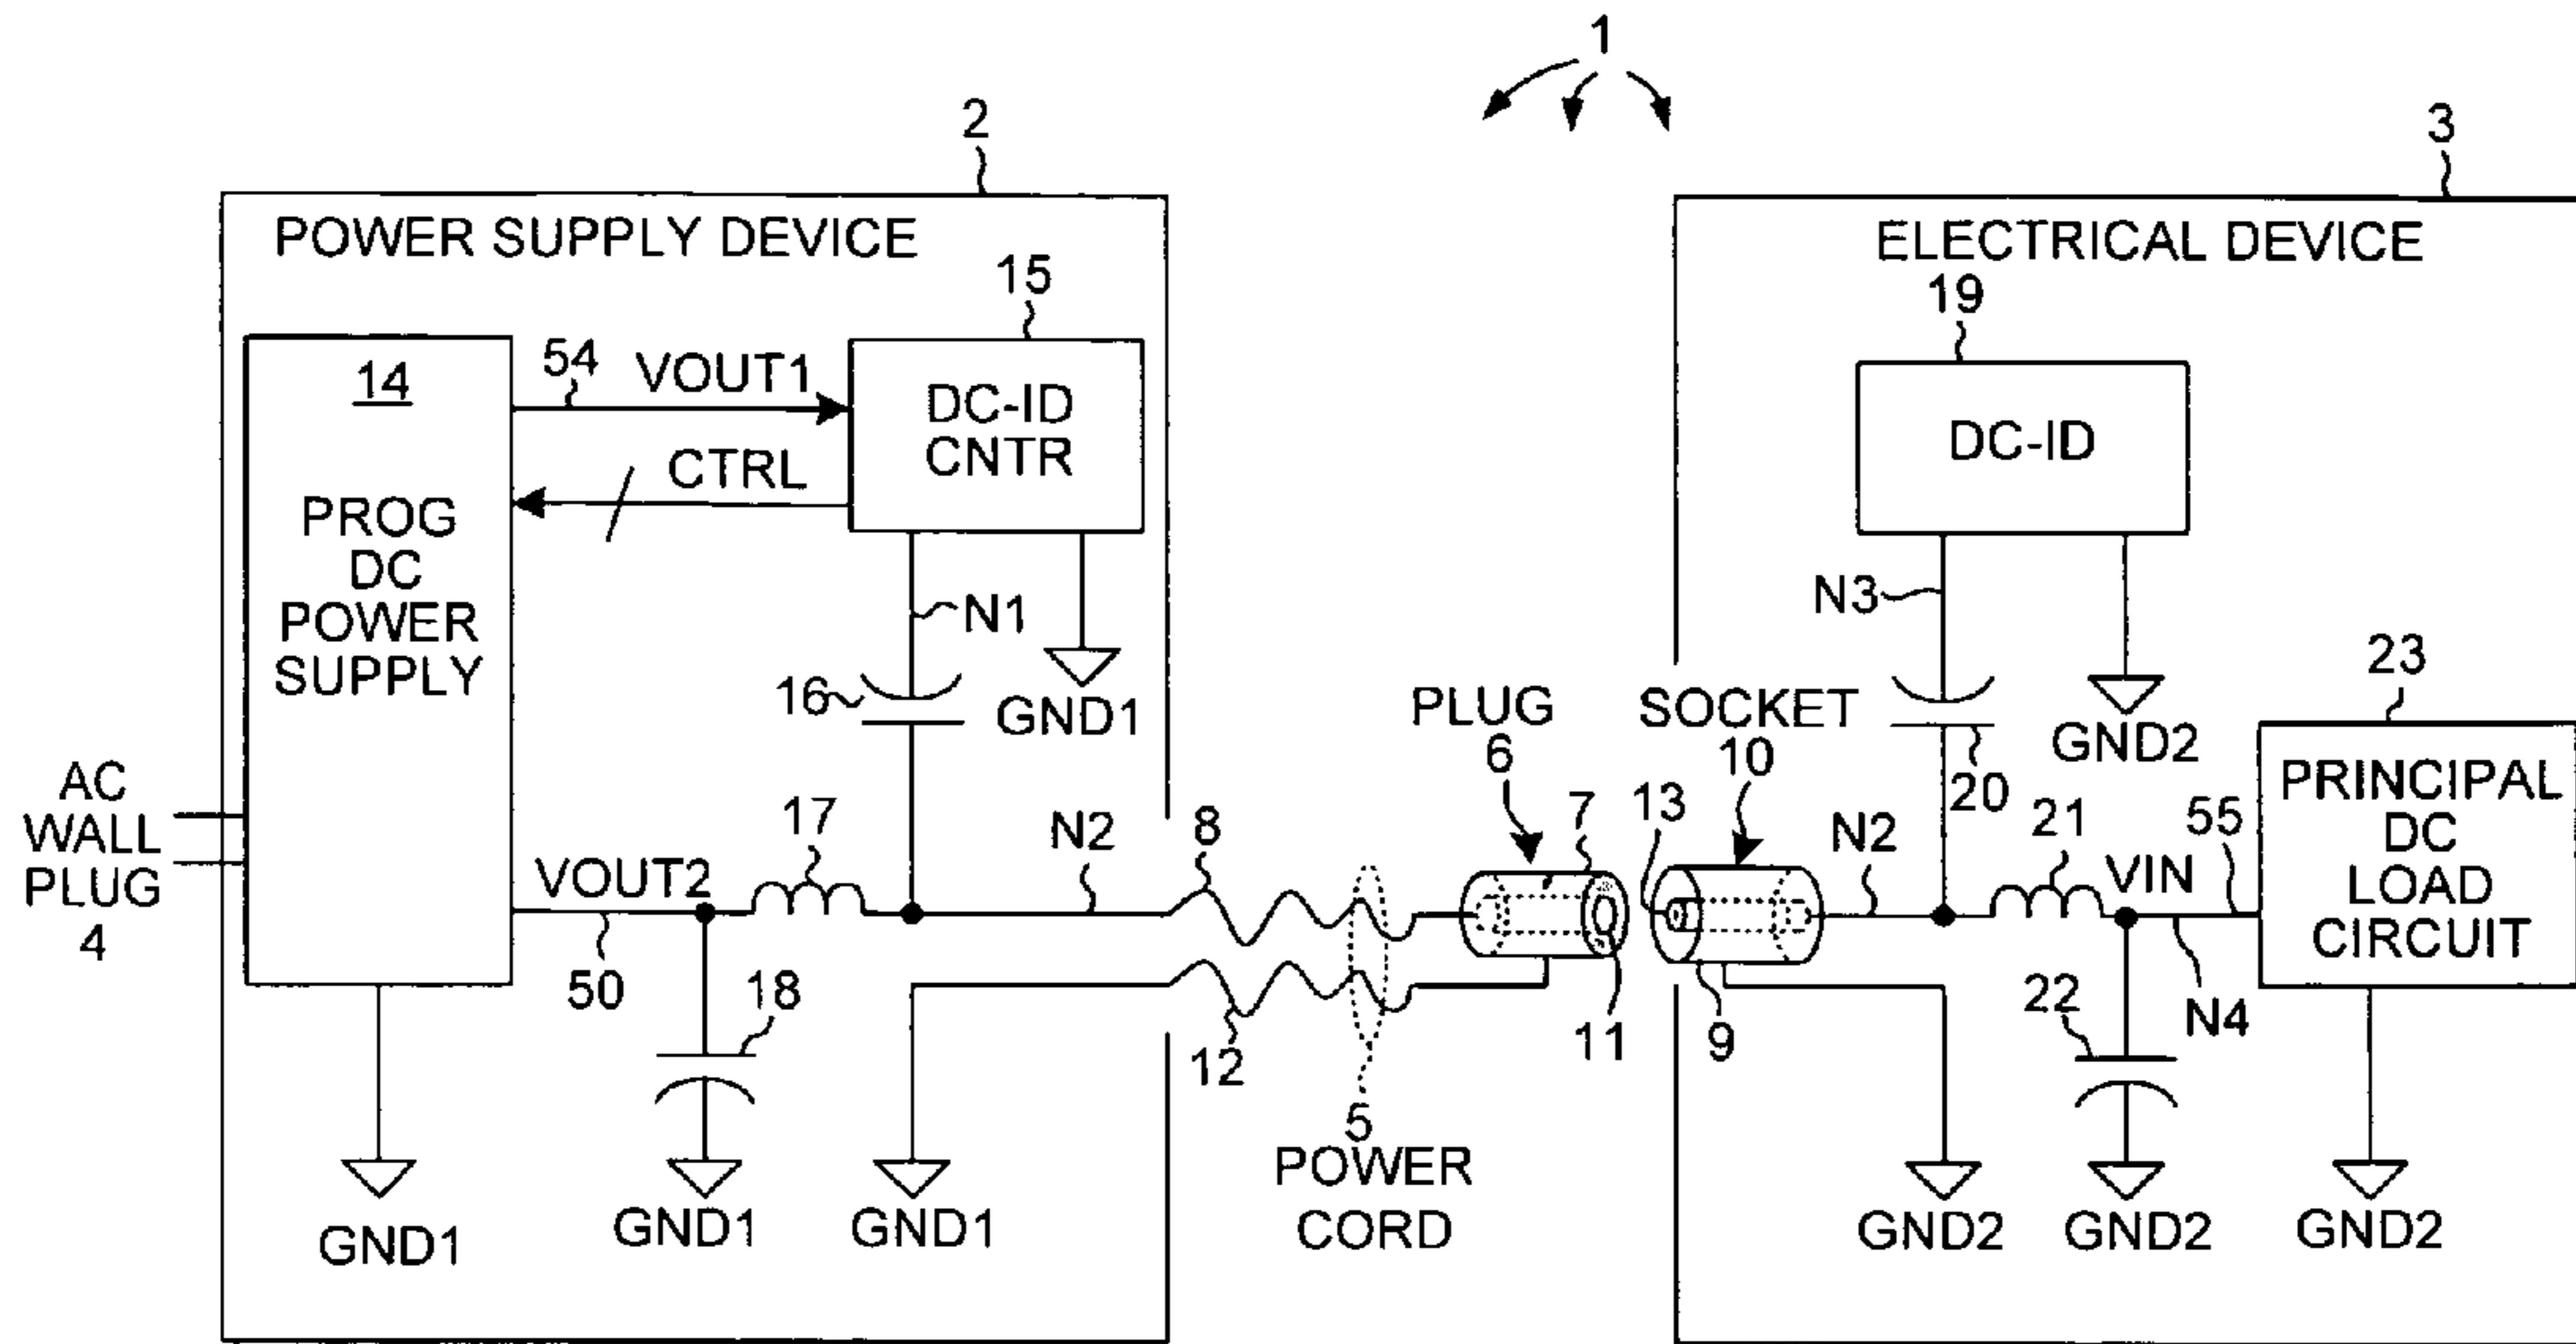 1
2
3
POWER SUPPLY DEVICE
ELECTRICAL DEVICE
15
19
54
VOUT1
14
DC-ID
CNTR
DC-ID
CTRL
PROG
DC
POWER
SUPPLY
N1
N3
GND1
16
23
PLUG
6
SOCKET
10
GND2
20
AC
WALL
PLUG
4
17
N2
8
7
13
N2
21
VIN
55
PRINCIPAL
DC
LOAD
CIRCUIT
VOUT2
50
18
12
11
9
22
N4
5
POWER
CORD
GND1
GND1
GND1
GND2
GND2
GND2